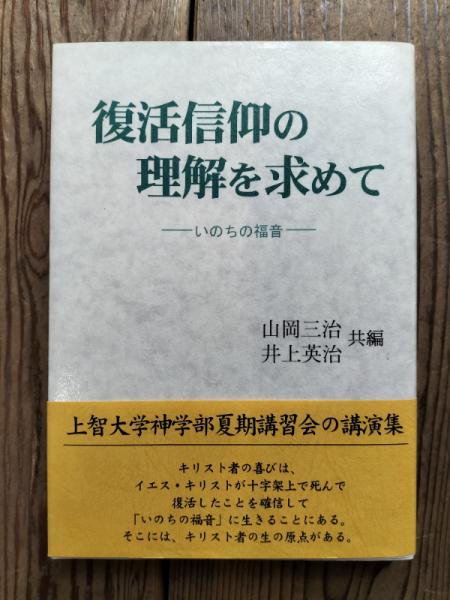 復活信仰の
理解を求めて
──いのちの福音──
山岡三治
井上英治 共編
上智大学神学部夏期講習会の講演集
キリスト者の喜びは、
イエス・キリストが十字架上で死んで
復活したことを確信して
「いのちの福音」に生きることにある。
そこには、キリスト者の生の原点がある。